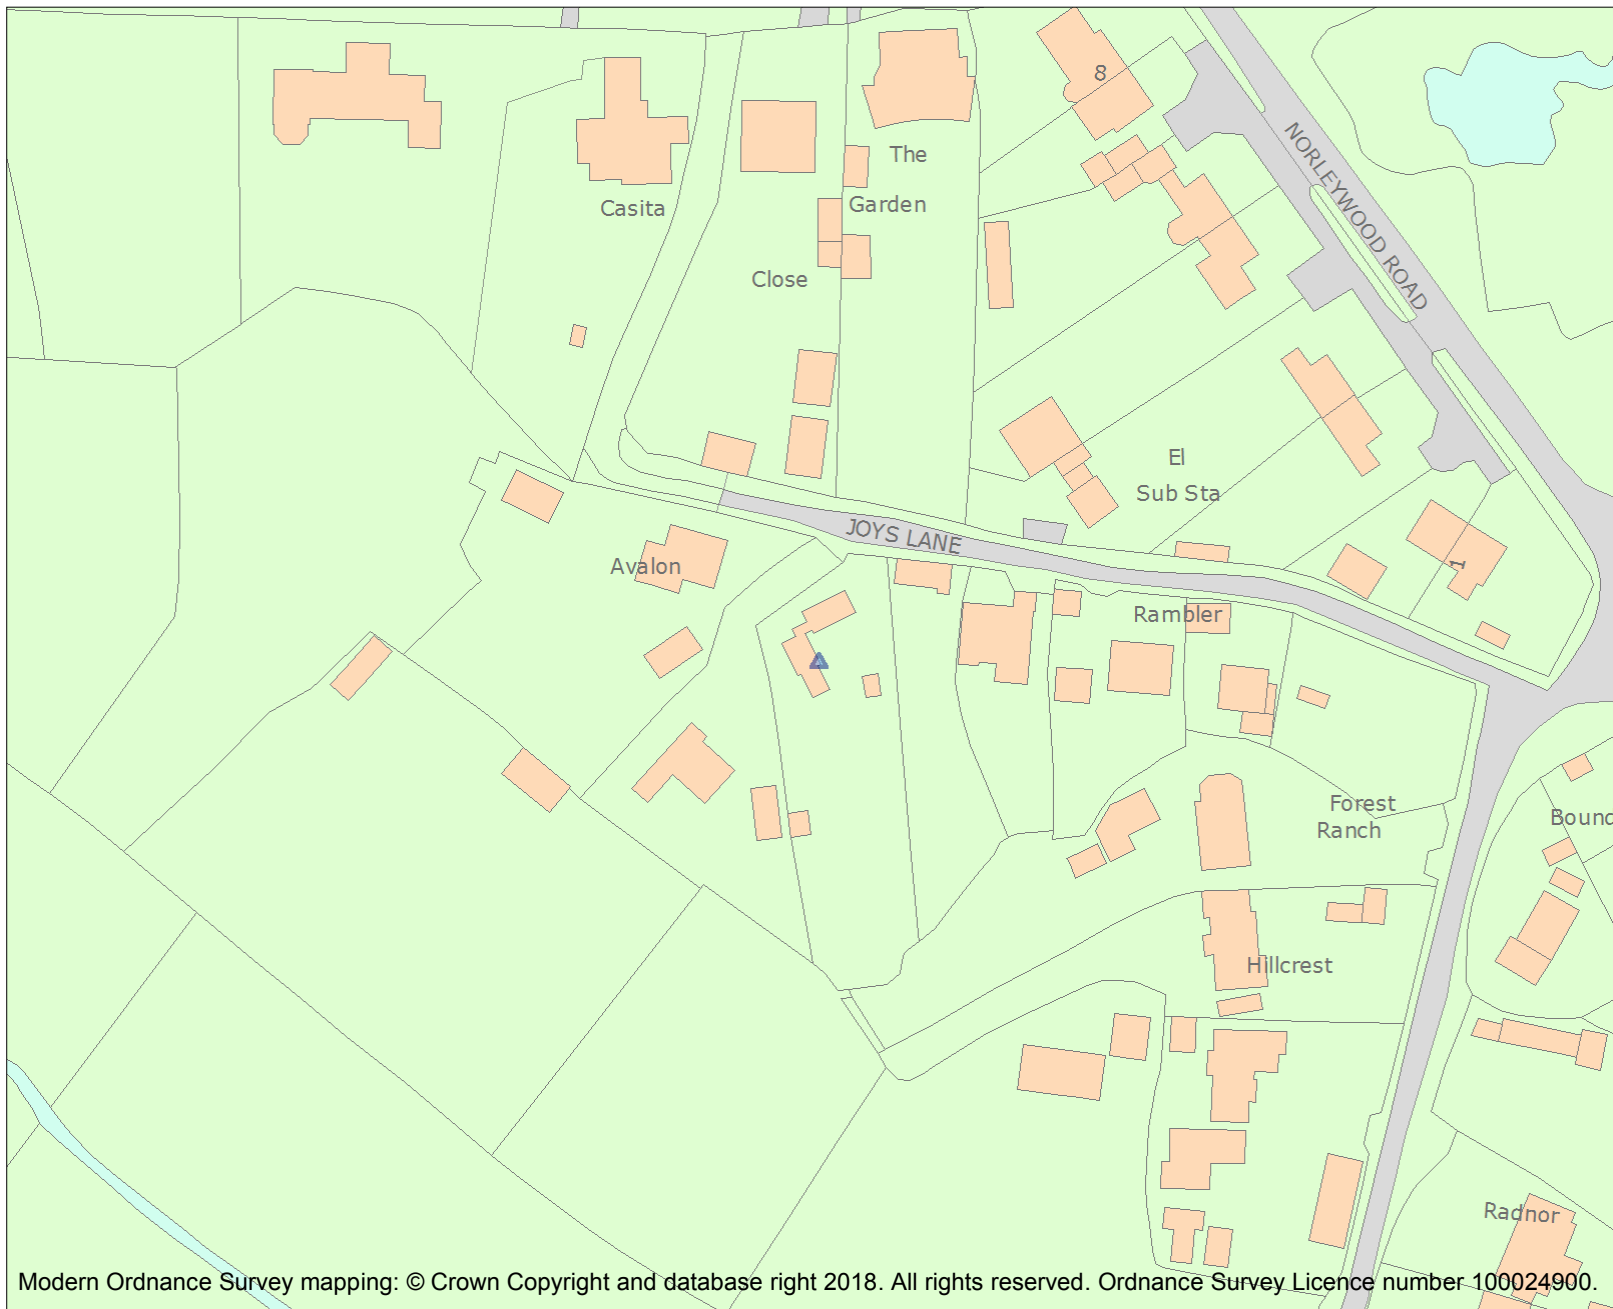 8
NORLEYWOOD ROAD
The
Garden
Casita
Close
El
Sub Sta
JOYS LANE
Avalon
1
Rambler
Forest
Ranch
Bound
Hillcrest
Radnor
Modern Ordnance Survey mapping: © Crown Copyright and database right 2018. All rights reserved. Ordnance Survey Licence number 100024900.